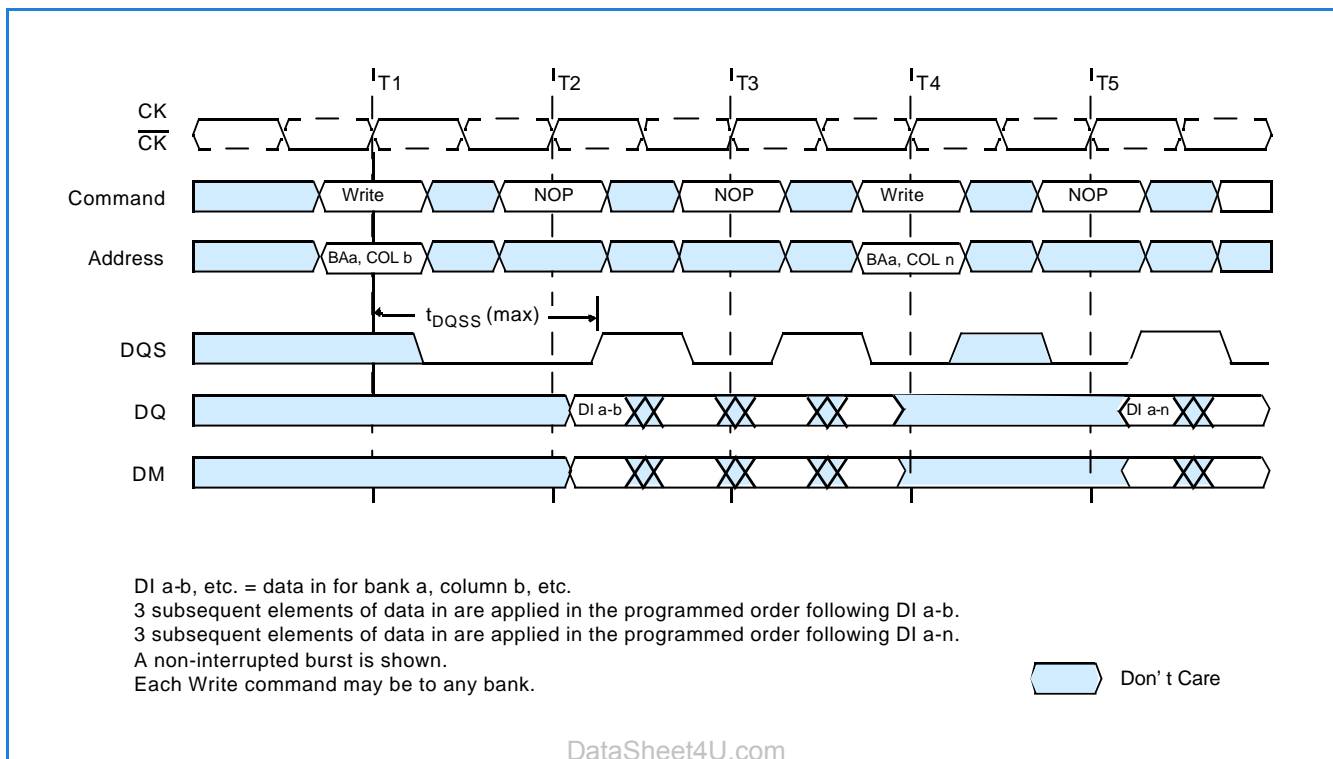 T1 T2 T3 T4 T5
CK
CK
Command Write NOP NOP Write NOP
Address BAa, COL b BAa, COL n
tDQSS (max)
DQS
DQ DI a-b DI a-n
DM
DI a-b, etc. = data in for bank a, column b, etc.
3 subsequent elements of data in are applied in the programmed order following DI a-b.
3 subsequent elements of data in are applied in the programmed order following DI a-n.
A non-interrupted burst is shown.
Each Write command may be to any bank.
Don' t Care
DataSheet4U.com